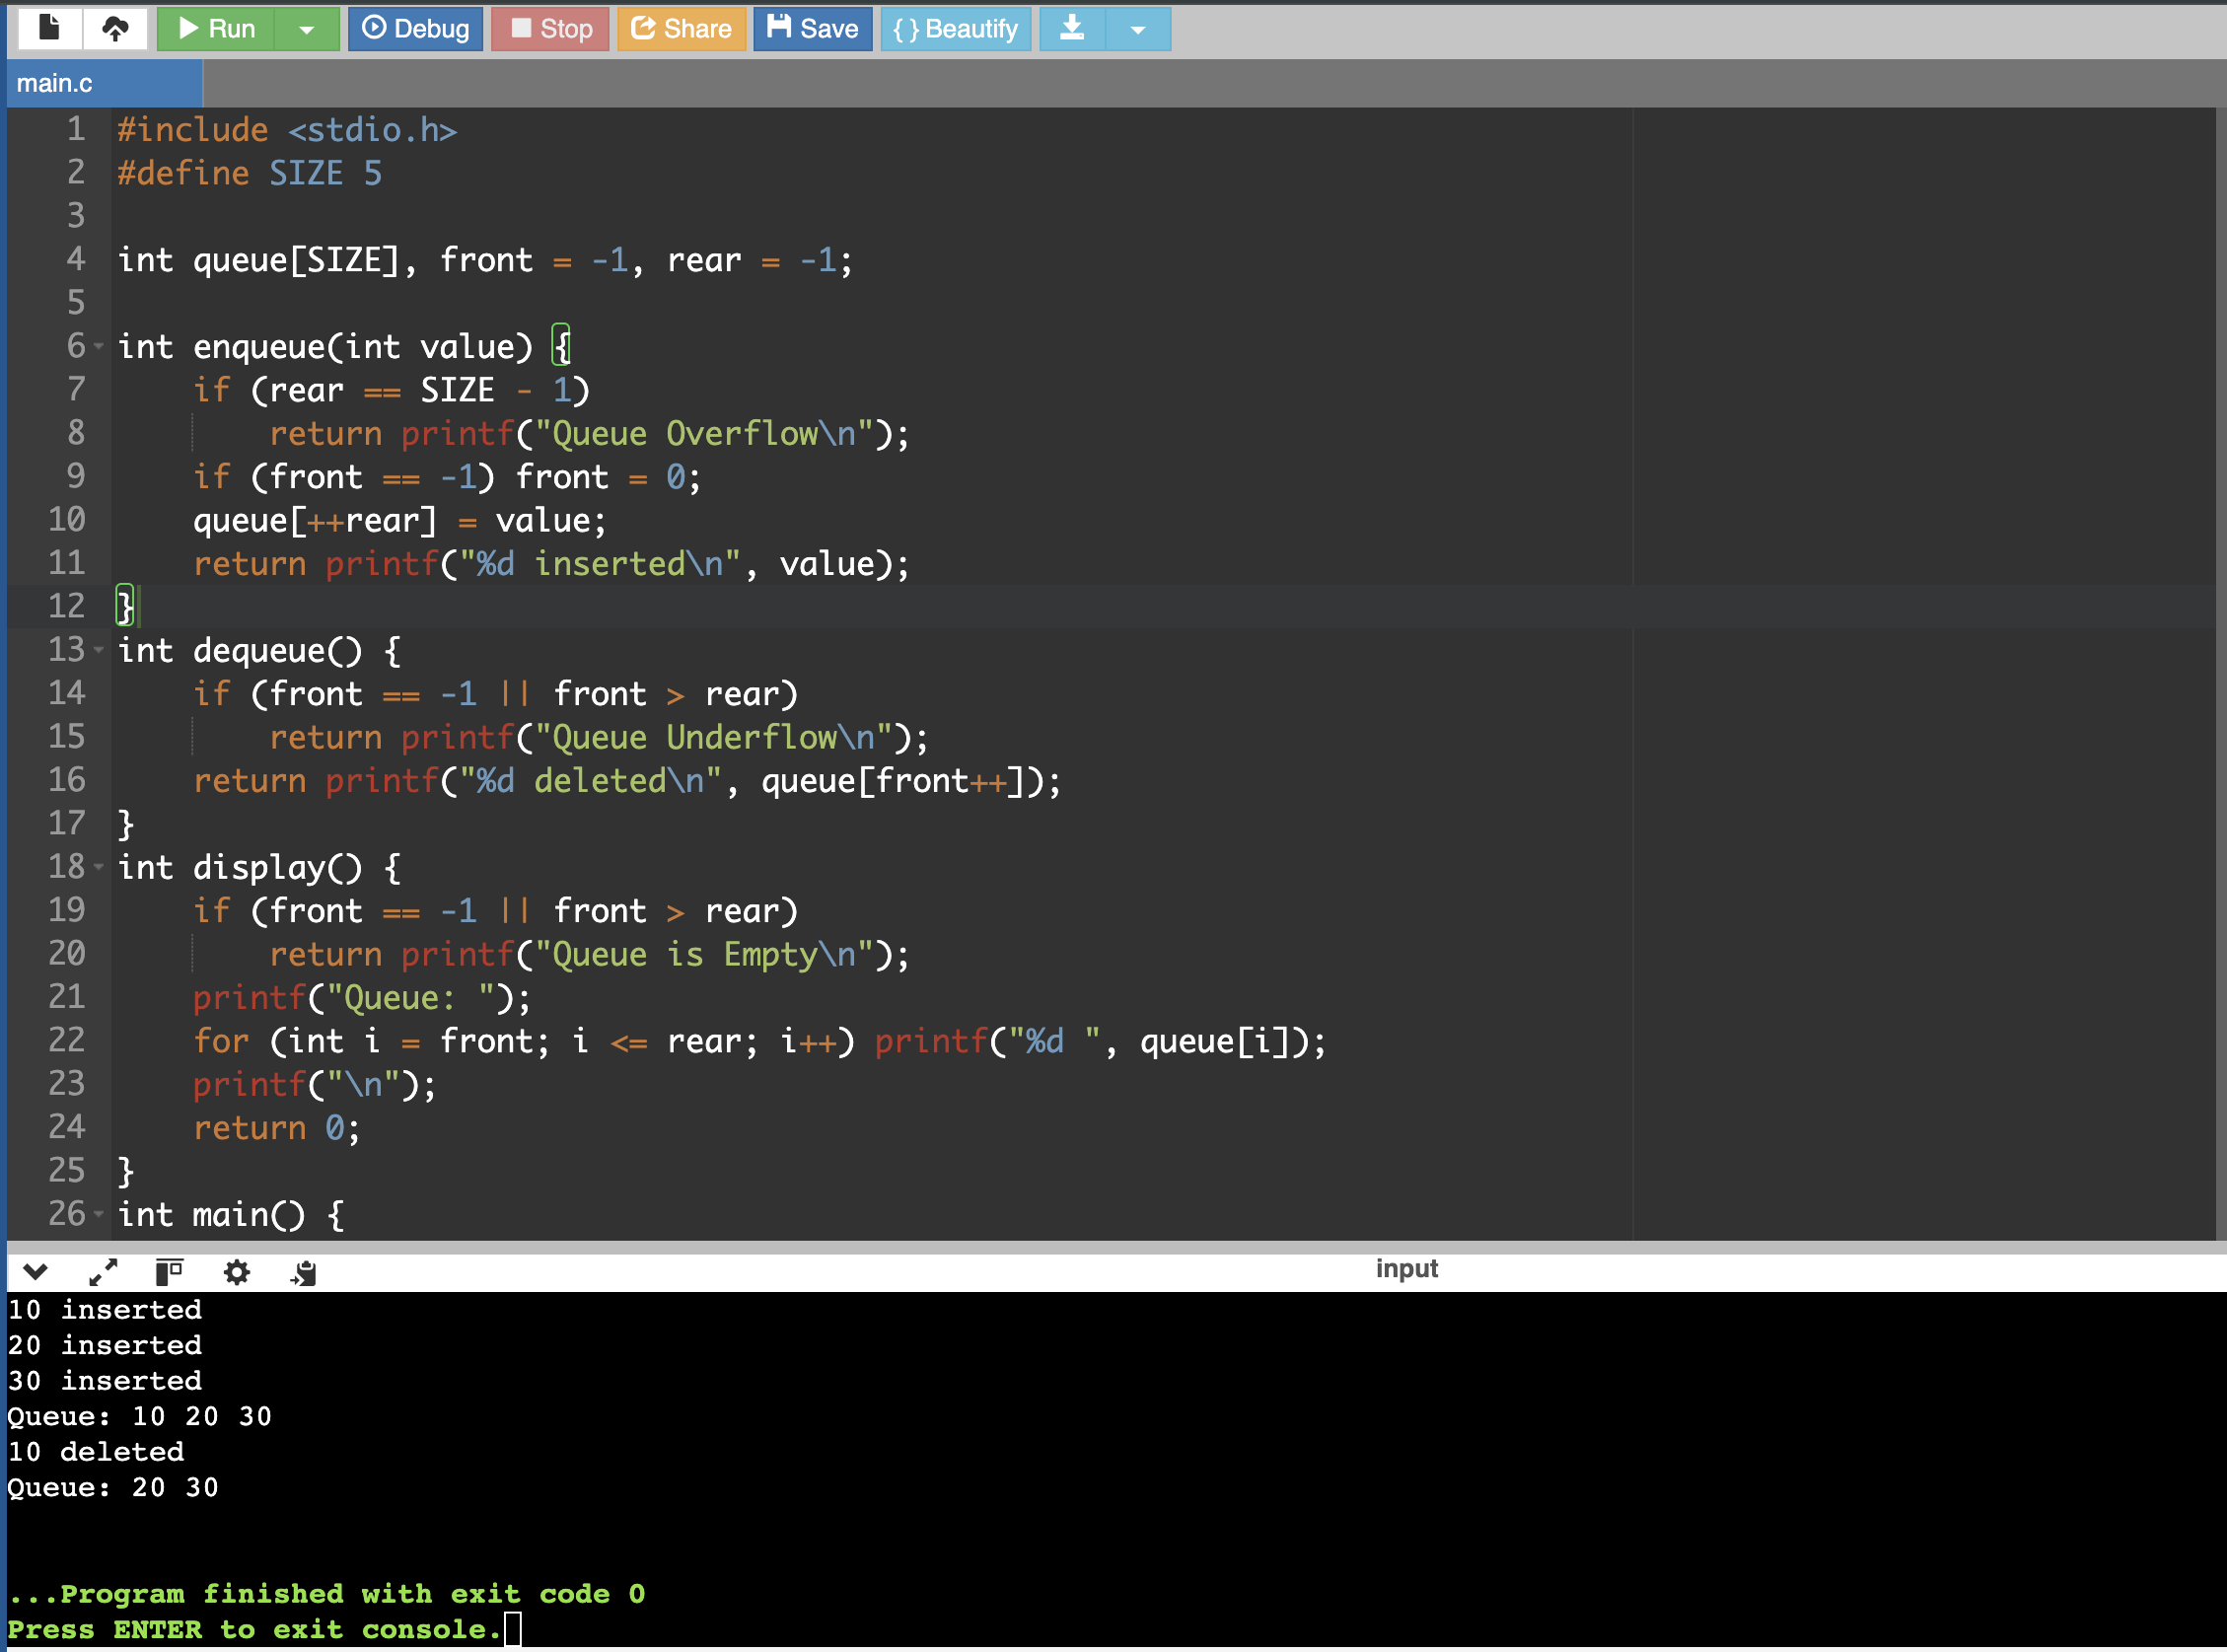 Run Debug Stop Share Save { } Beautify
main.c
1 #include <stdio.h>
2 #define SIZE 5
3
4 int queue[SIZE], front = -1, rear = -1;
5
6 int enqueue(int value) {
7     if (rear == SIZE - 1)
8         return printf("Queue Overflow\n");
9     if (front == -1) front = 0;
10     queue[++rear] = value;
11     return printf("%d inserted\n", value);
12 }
13 int dequeue() {
14     if (front == -1 || front > rear)
15         return printf("Queue Underflow\n");
16     return printf("%d deleted\n", queue[front++]);
17 }
18 int display() {
19     if (front == -1 || front > rear)
20         return printf("Queue is Empty\n");
21     printf("Queue: ");
22     for (int i = front; i <= rear; i++) printf("%d ", queue[i]);
23     printf("\n");
24     return 0;
25 }
26 int main() {
input
10 inserted
20 inserted
30 inserted
Queue: 10 20 30
10 deleted
Queue: 20 30
...Program finished with exit code 0
Press ENTER to exit console.